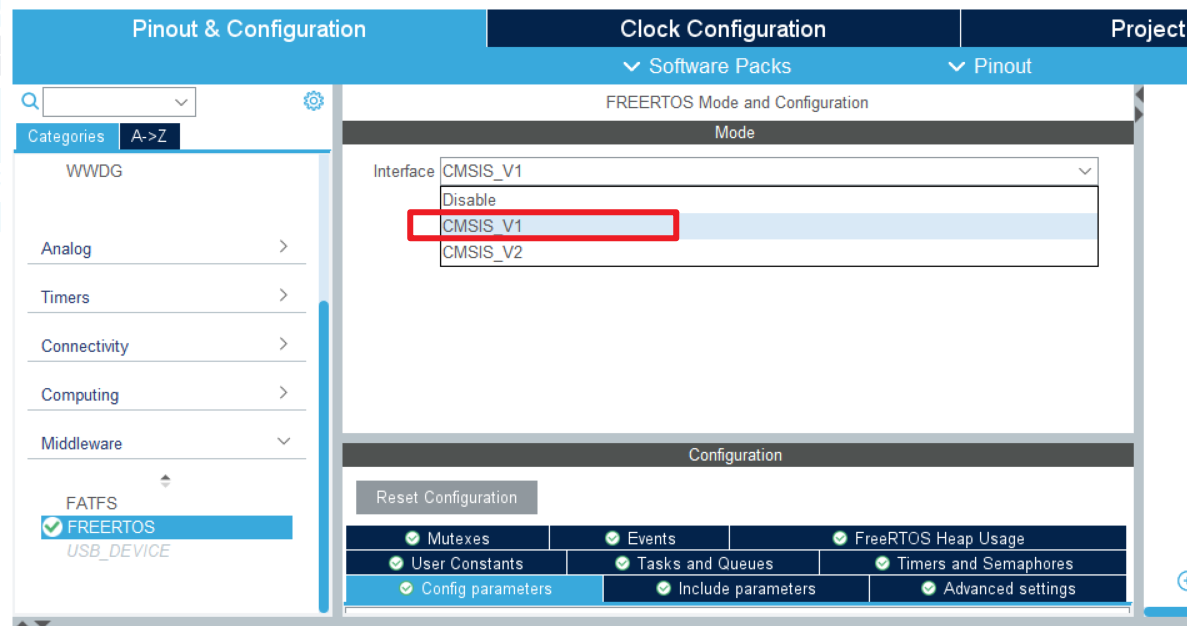 Pinout & Configuration
Clock Configuration
Project
Software Packs
Pinout
FREERTOS Mode and Configuration
Categories
A->Z
Mode
WWDG
Interface CMSIS_V1
Disable
CMSIS_V1
CMSIS_V2
Analog
Timers
Connectivity
Computing
Middleware
FATFS
FREERTOS
USB_DEVICE
Configuration
Reset Configuration
Mutexes
Events
FreeRTOS Heap Usage
User Constants
Tasks and Queues
Timers and Semaphores
Config parameters
Include parameters
Advanced settings